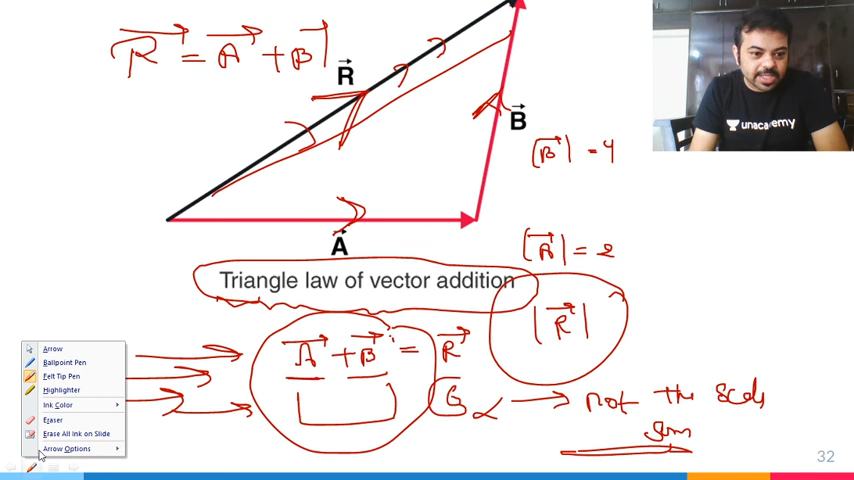 R = A + B
R
B
|B| = 4
A
|A| = 2
Triangle law of vector addition
|R|
A + B = R
→ not the
sum
unacademy
Arrow
Ballpoint Pen
Felt Tip Pen
Highlighter
Ink Color
Eraser
Erase All Ink on Slide
Arrow Options
32